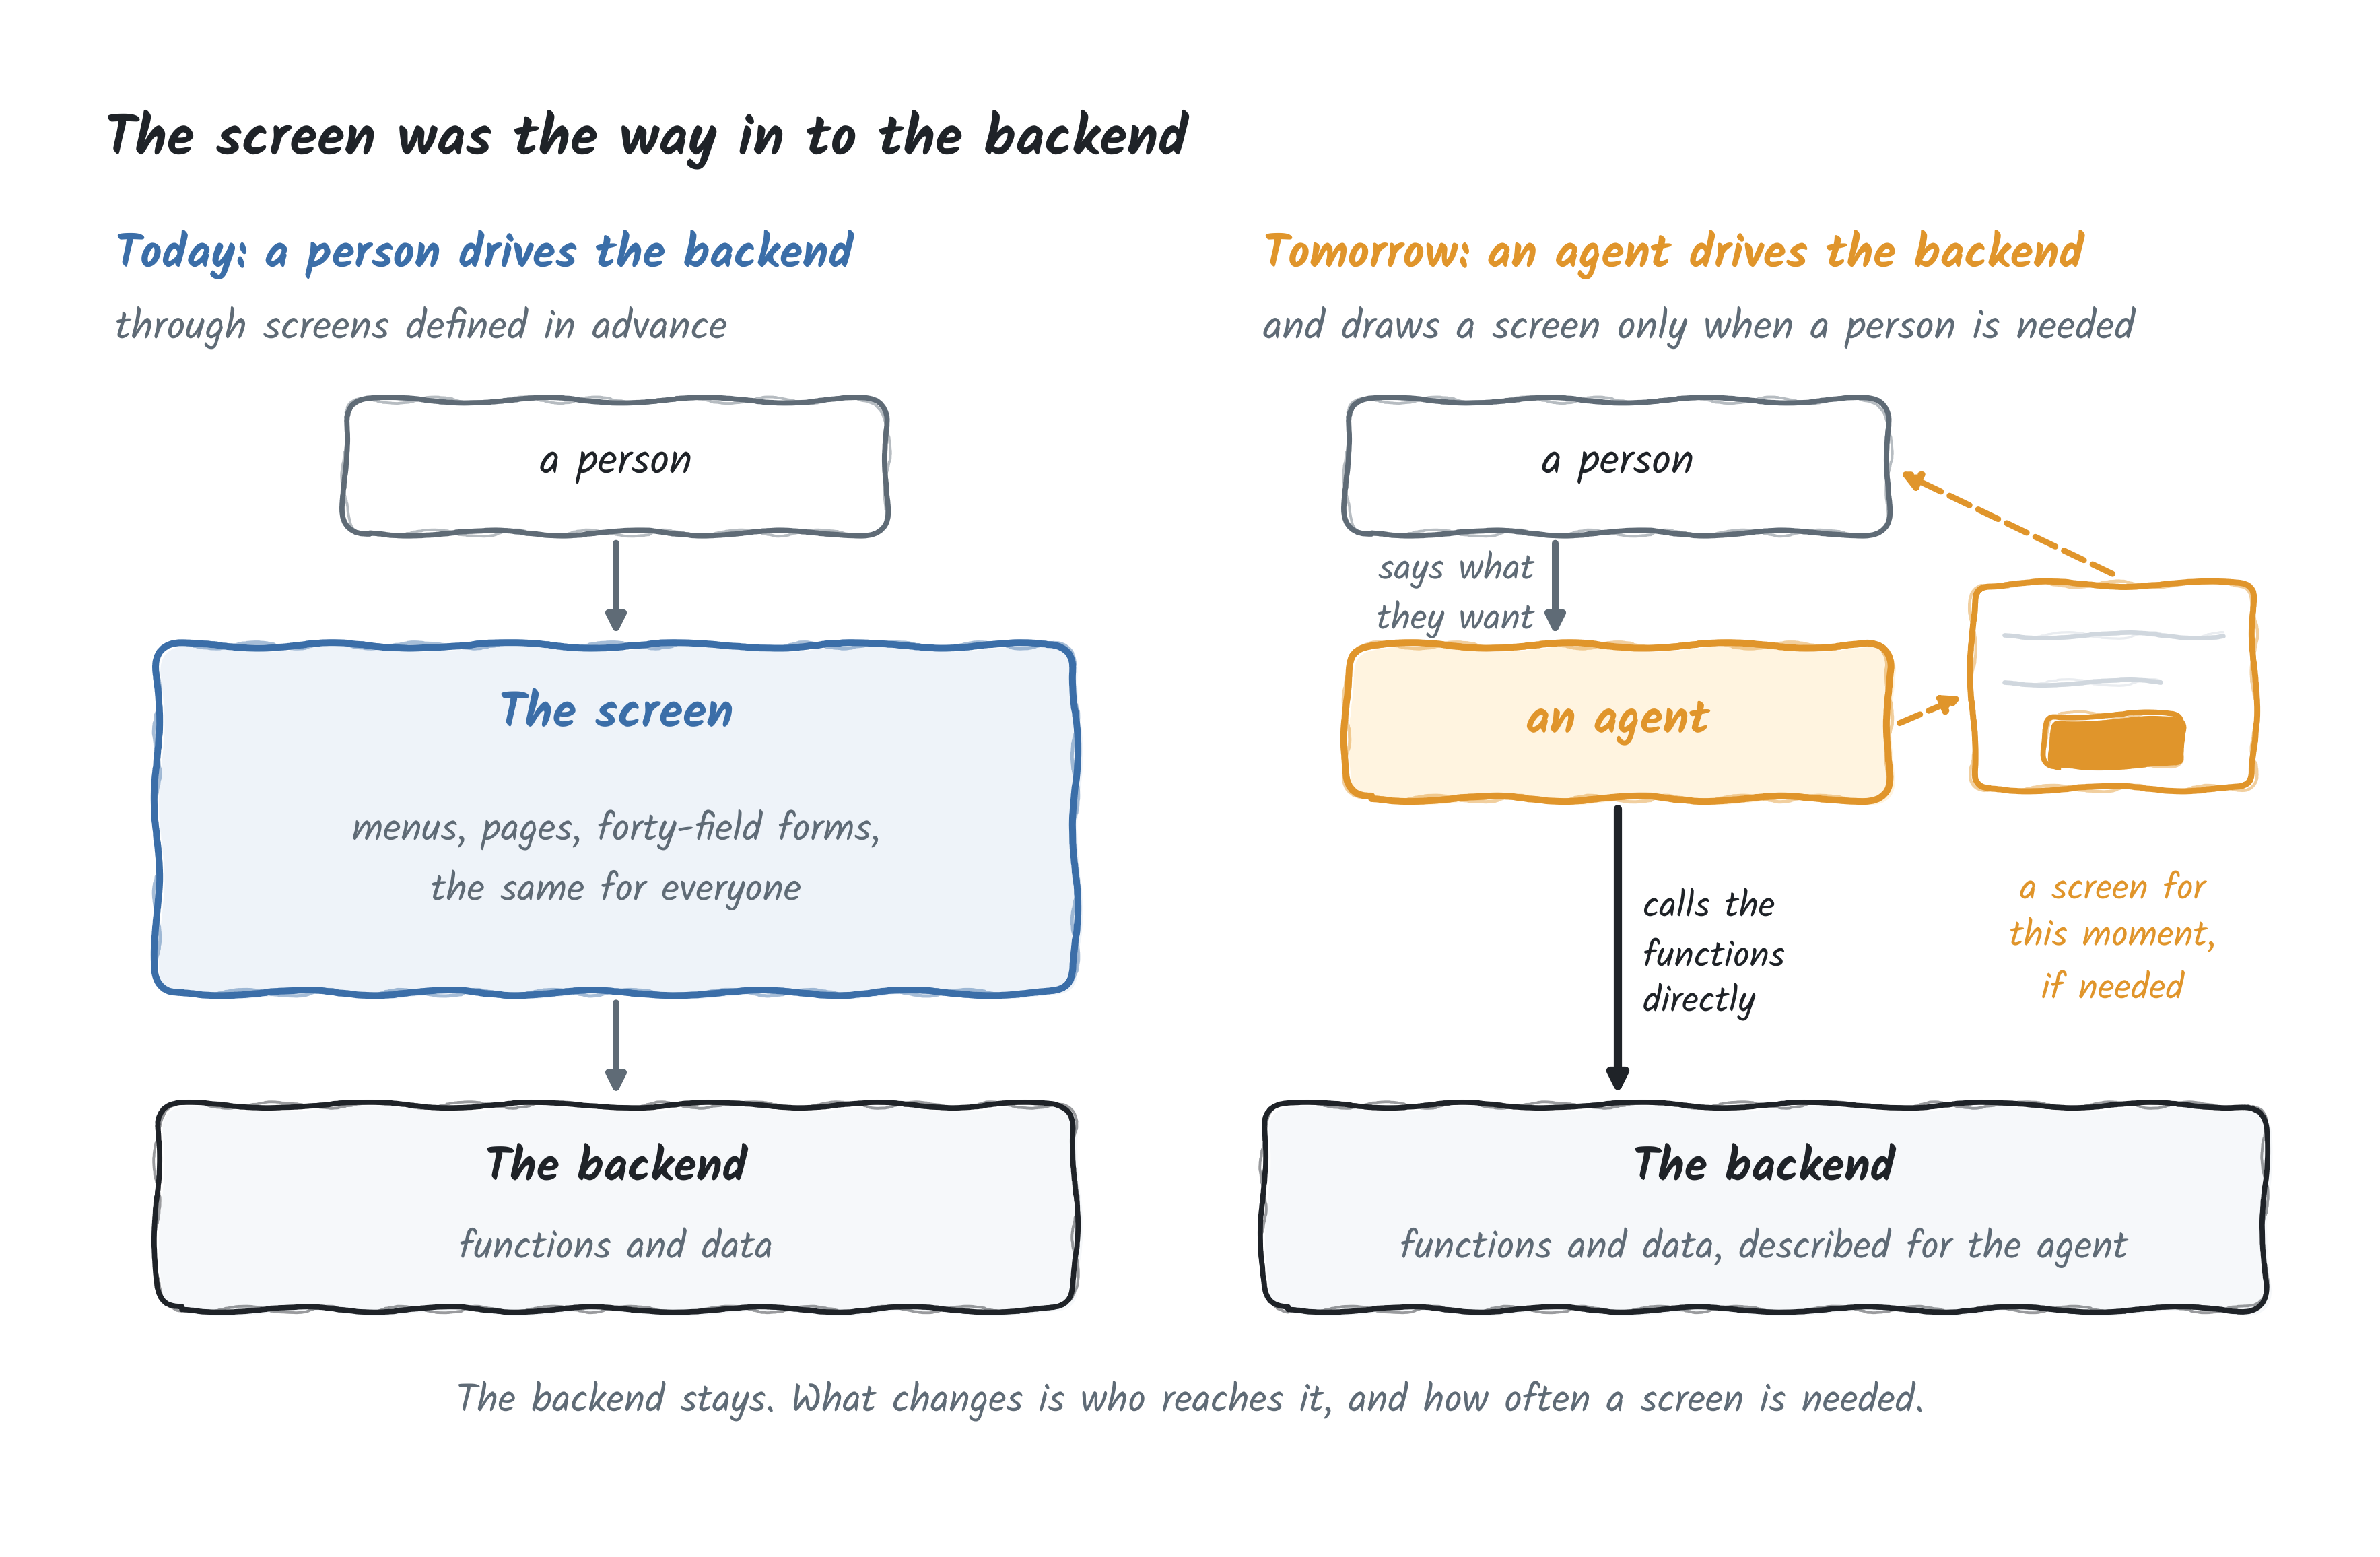 The screen was the way in to the backend
Today: a person drives the backend
through screens defined in advance
a person
The screen
menus, pages, forty-field forms,
the same for everyone
The backend
functions and data
Tomorrow: an agent drives the backend
and draws a screen only when a person is needed
a person
says what
they want
an agent
calls the
functions
directly
a screen for
this moment,
if needed
The backend
functions and data, described for the agent
The backend stays. What changes is who reaches it, and how often a screen is needed.